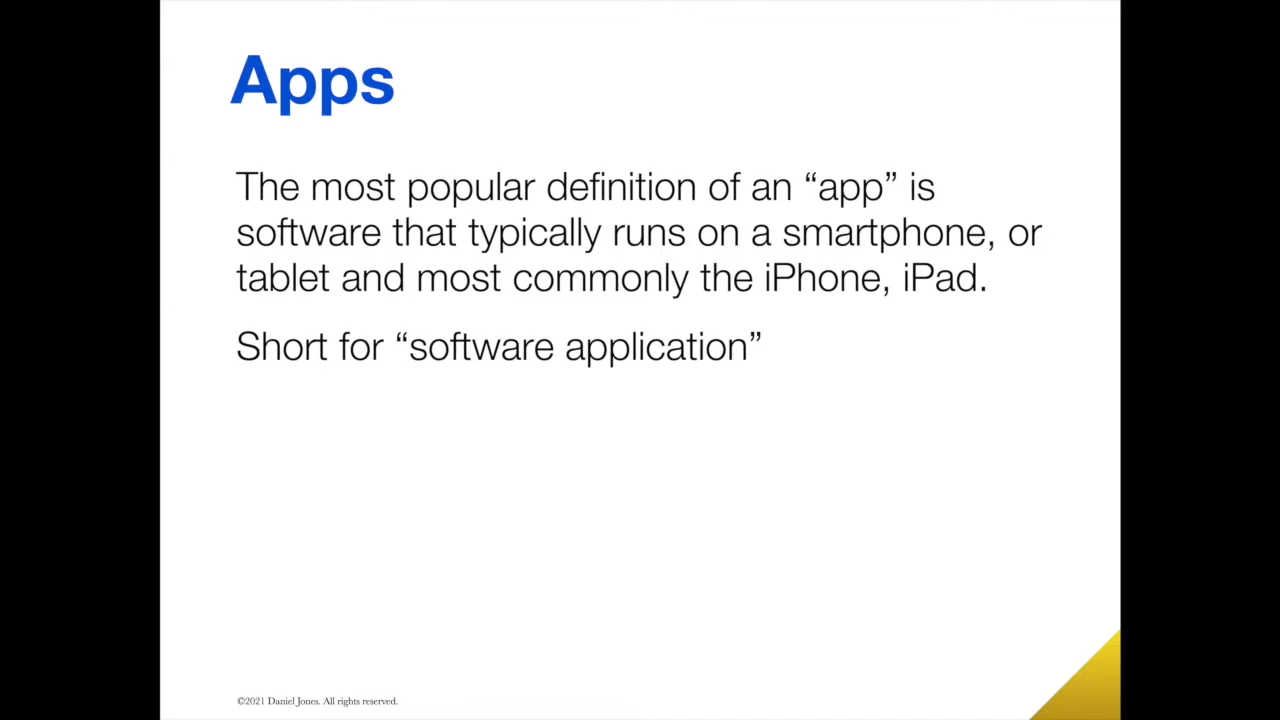 Apps
The most popular definition of an “app” is
software that typically runs on a smartphone, or
tablet and most commonly the iPhone, iPad.
Short for “software application”
©2021 Daniel Jones. All rights reserved.